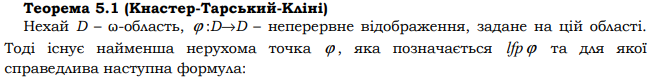 Теорема 5.1 (Кнастер-Тарський-Кліні)
Нехай D – ω-область, φ:D→D – неперервне відображення, задане на цій області.
Тоді існує найменша нерухома точка φ, яка позначається lfp φ та для якої
справедлива наступна формула: